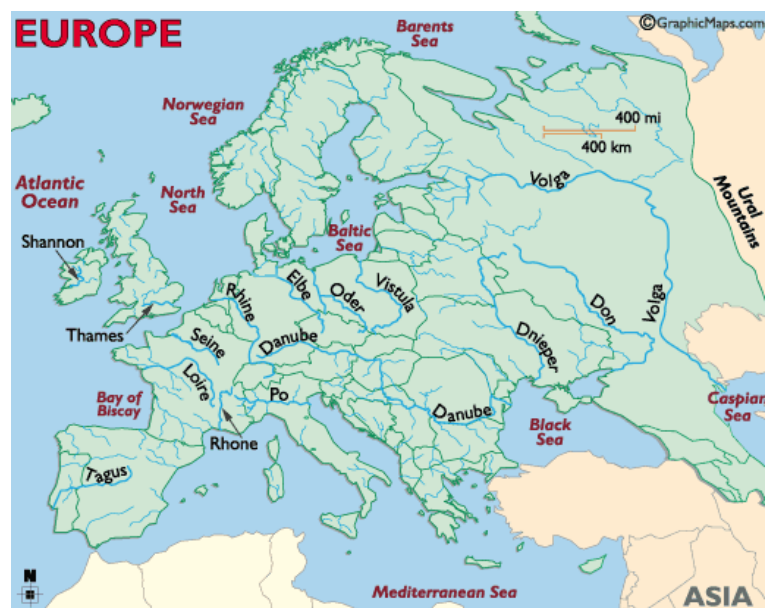 EUROPE
©GraphicMaps.com
Barents
Sea
Norwegian
Sea
400 mi
400 km
Atlantic
Ocean
North
Sea
Volga
Ural
Mountains
Shannon
Baltic
Sea
Thames
Rhine
Elbe
Oder
Vistula
Don
Volga
Seine
Danube
Dnieper
Loire
Po
Bay of
Biscay
Rhone
Danube
Black
Sea
Caspian
Sea
Tagus
N
Mediterranean Sea
ASIA